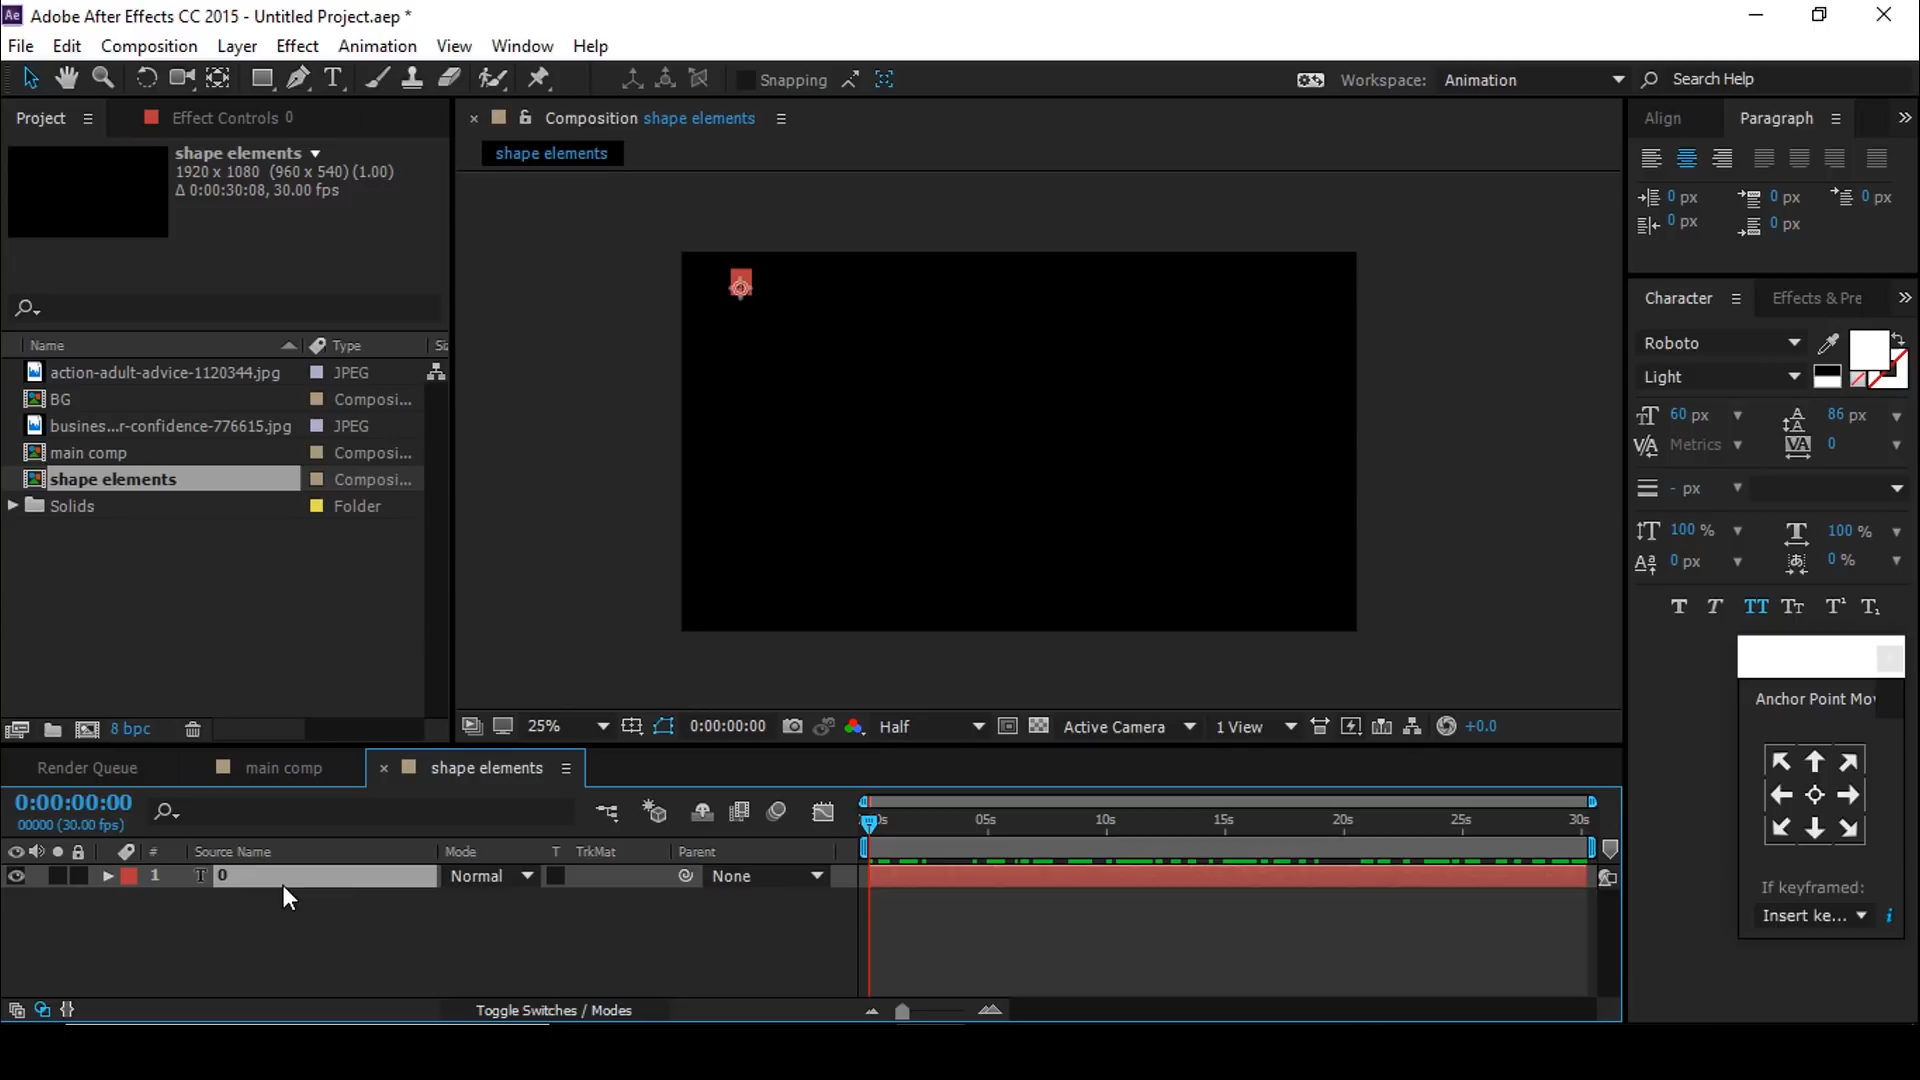 Ae Adobe After Effects CC 2015 - Untitled Project.aep *
File Edit Composition Layer Effect Animation View Window Help
Snapping Workspace: Animation Search Help
Project Effect Controls 0
shape elements
1920 x 1080 (960 x 540) (1.00)
Δ 0:00:30:08, 30.00 fps
Name Type Si
action-adult-advice-1120344.jpg JPEG
BG Composi...
busines...r-confidence-776615.jpg JPEG
main comp Composi...
shape elements Composi...
Solids Folder
8 bpc
Composition shape elements
shape elements
25% 0:00:00:00 Half Active Camera 1 View +0.0
Align Paragraph
0 px 0 px 0 px
0 px 0 px
Character Effects & Pre
Roboto
Light
60 px 86 px
Metrics 0
- px
100 % 100 %
0 px 0 %
T T TT Tt T¹ T₁
Anchor Point Mov
If keyframed:
Insert ke... i
Render Queue main comp shape elements
0:00:00:00
00000 (30.00 fps)
0s 05s 10s 15s 20s 25s 30s
# Source Name Mode T TrkMat Parent
1 T 0 Normal None
Toggle Switches / Modes